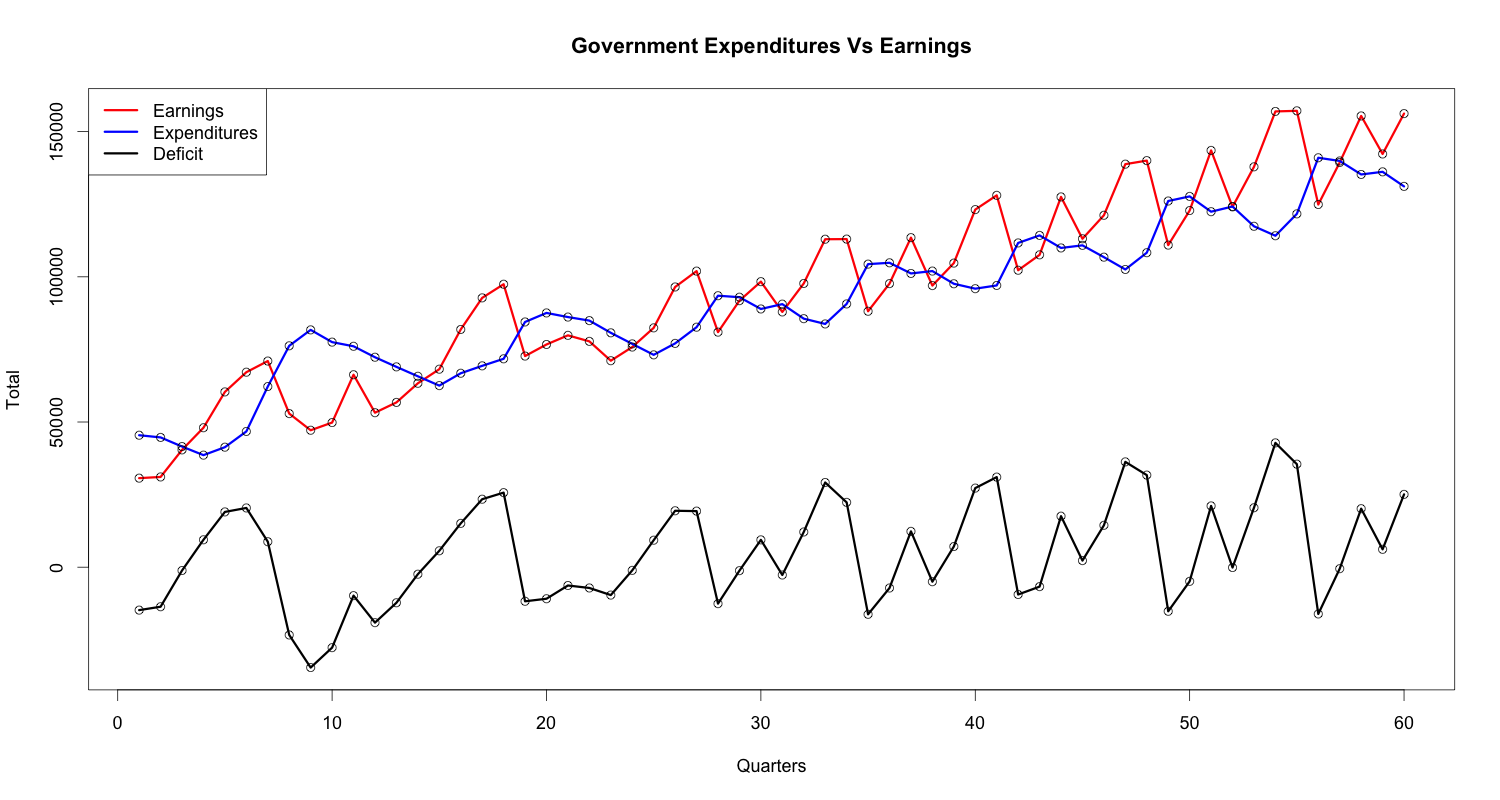 Government Expenditures Vs Earnings
Earnings
Expenditures
Deficit
150000
100000
50000
0
Total
0 10 20 30 40 50 60
Quarters